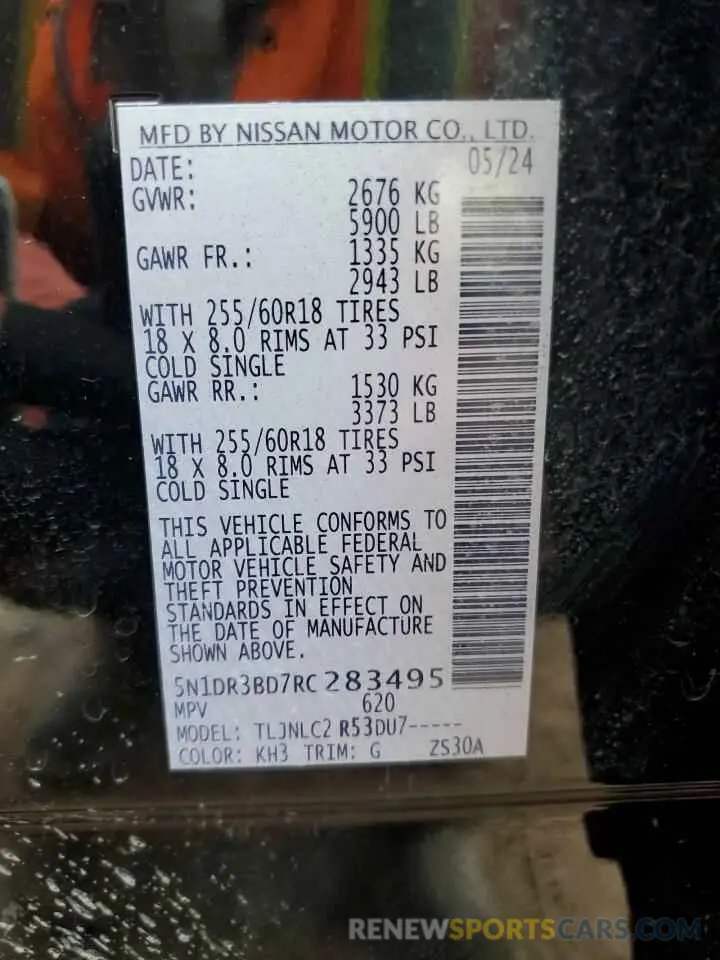 MFD BY NISSAN MOTOR CO., LTD.
DATE: 05/24
GVWR: 2676 KG
5900 LB
GAWR FR.: 1335 KG
2943 LB
WITH 255/60R18 TIRES
18 X 8.0 RIMS AT 33 PSI
COLD SINGLE
GAWR RR.: 1530 KG
3373 LB
WITH 255/60R18 TIRES
18 X 8.0 RIMS AT 33 PSI
COLD SINGLE
THIS VEHICLE CONFORMS TO
ALL APPLICABLE FEDERAL
MOTOR VEHICLE SAFETY AND
THEFT PREVENTION
STANDARDS IN EFFECT ON
THE DATE OF MANUFACTURE
SHOWN ABOVE.
5N1DR3BD7RC283495
MPV 620
MODEL: TLJNLC2 R53DU7-----
COLOR: KH3 TRIM: G ZS30A
RENEWSPORTSCARS.COM